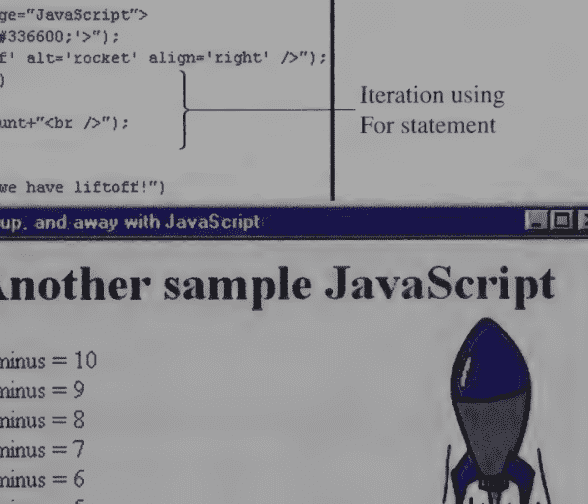 ge="JavaScript">
#336600;'>");
f' alt='rocket' align='right' />");
)
unt+"<br />");
we have liftoff!")
Iteration using
For statement
up, and away with JavaScript
Another sample JavaScript
minus = 10
minus = 9
minus = 8
minus = 7
minus = 6